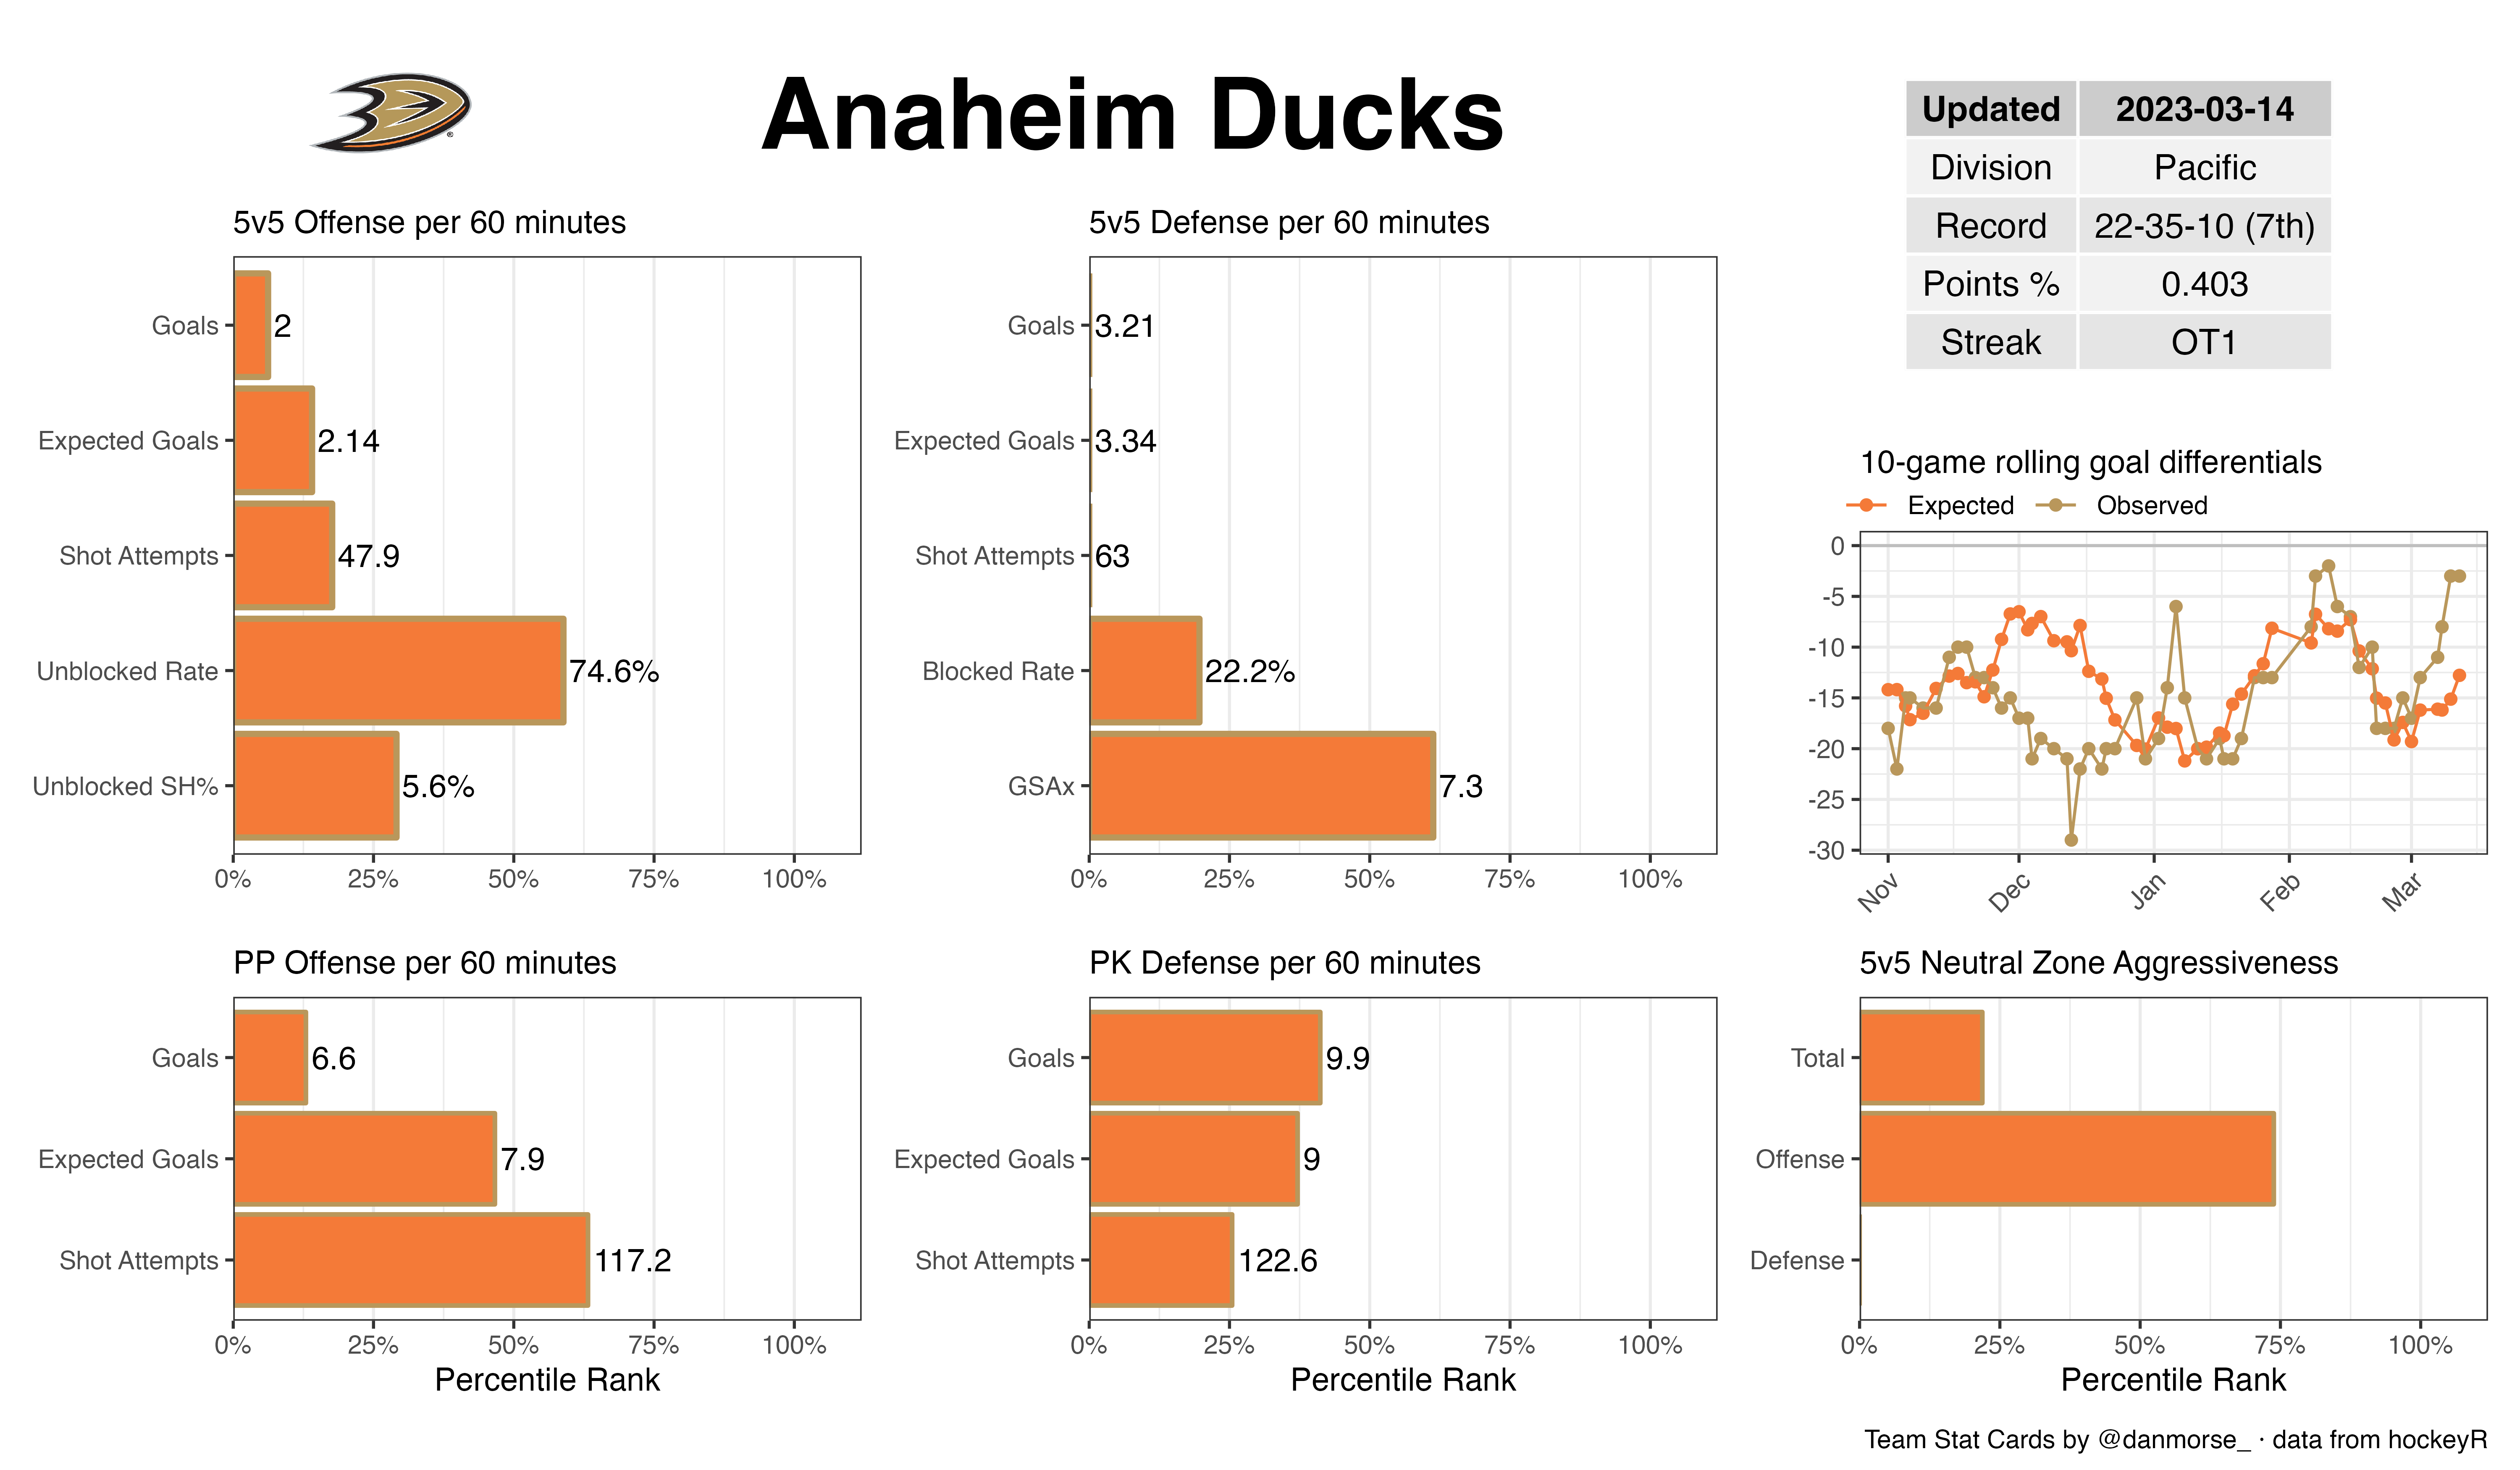 Anaheim Ducks
Updated 2023-03-14
Division Pacific
Record 22-35-10 (7th)
Points % 0.403
Streak OT1
5v5 Offense per 60 minutes
Goals 2
Expected Goals 2.14
Shot Attempts 47.9
Unblocked Rate 74.6%
Unblocked SH% 5.6%
0% 25% 50% 75% 100%
5v5 Defense per 60 minutes
Goals 3.21
Expected Goals 3.34
Shot Attempts 63
Blocked Rate 22.2%
GSAx 7.3
0% 25% 50% 75% 100%
10-game rolling goal differentials
Expected Observed
0
-5
-10
-15
-20
-25
-30
Nov Dec Jan Feb Mar
PP Offense per 60 minutes
Goals 6.6
Expected Goals 7.9
Shot Attempts 117.2
0% 25% 50% 75% 100%
Percentile Rank
PK Defense per 60 minutes
Goals 9.9
Expected Goals 9
Shot Attempts 122.6
0% 25% 50% 75% 100%
Percentile Rank
5v5 Neutral Zone Aggressiveness
Total
Offense
Defense
0% 25% 50% 75% 100%
Percentile Rank
Team Stat Cards by @danmorse_ · data from hockeyR